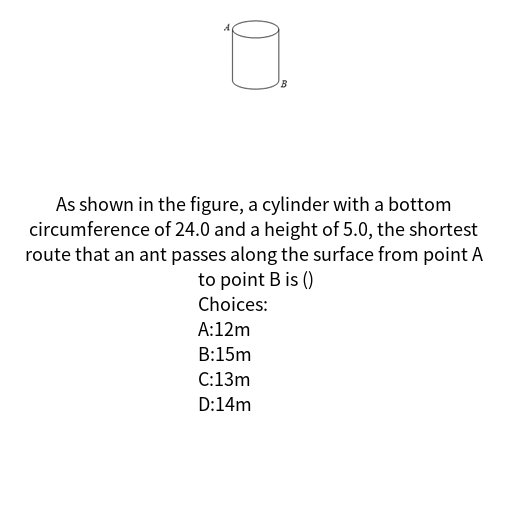 A
B
As shown in the figure, a cylinder with a bottom
circumference of 24.0 and a height of 5.0, the shortest
route that an ant passes along the surface from point A
to point B is ()
Choices:
A:12m
B:15m
C:13m
D:14m